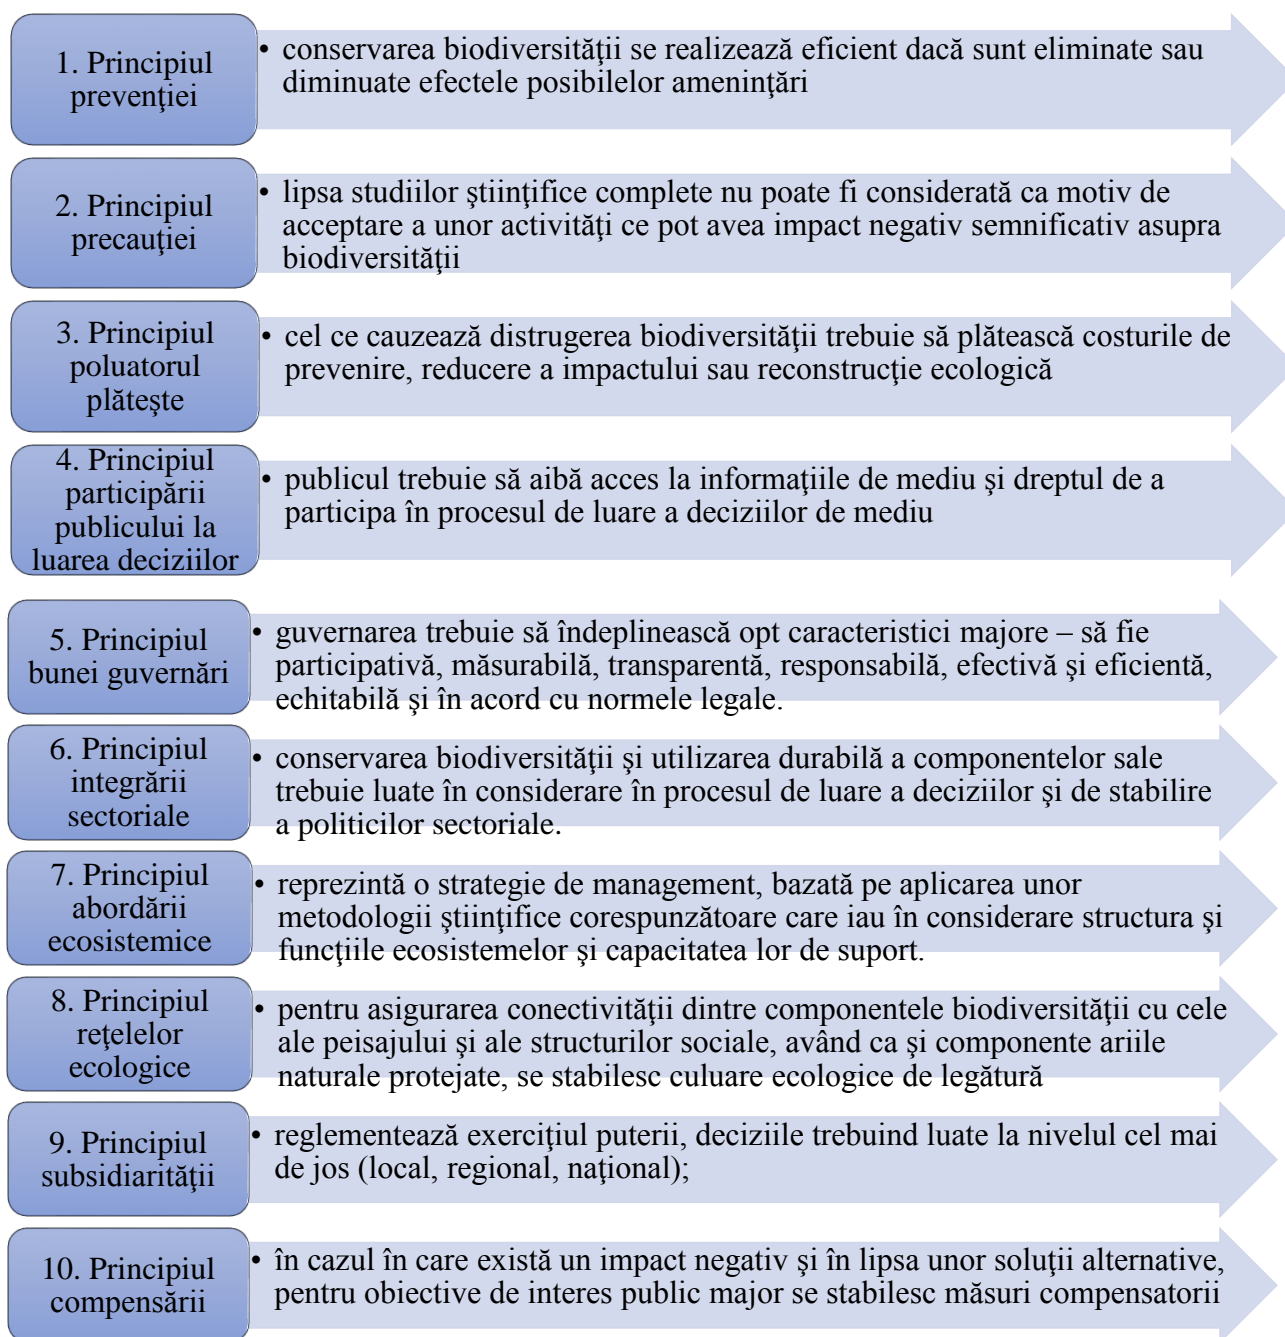 1. Principiul
prevenţiei
• conservarea biodiversităţii se realizează eficient dacă sunt eliminate sau
diminuate efectele posibilelor ameninţări
2. Principiul
precauţiei
• lipsa studiilor ştiinţifice complete nu poate fi considerată ca motiv de
acceptare a unor activităţi ce pot avea impact negativ semnificativ asupra
biodiversităţii
3. Principiul
poluatorul
plăteşte
• cel ce cauzează distrugerea biodiversităţii trebuie să plătească costurile de
prevenire, reducere a impactului sau reconstrucţie ecologică
4. Principiul
participării
publicului la
luarea deciziilor
• publicul trebuie să aibă acces la informaţiile de mediu şi dreptul de a
participa în procesul de luare a deciziilor de mediu
5. Principiul
bunei guvernări
• guvernarea trebuie să îndeplinească opt caracteristici majore – să fie
participativă, măsurabilă, transparentă, responsabilă, efectivă şi eficientă,
echitabilă şi în acord cu normele legale.
6. Principiul
integrării
sectoriale
• conservarea biodiversităţii şi utilizarea durabilă a componentelor sale
trebuie luate în considerare în procesul de luare a deciziilor şi de stabilire
a politicilor sectoriale.
7. Principiul
abordării
ecosistemice
• reprezintă o strategie de management, bazată pe aplicarea unor
metodologii ştiinţifice corespunzătoare care iau în considerare structura şi
funcţiile ecosistemelor şi capacitatea lor de suport.
8. Principiul
reţelelor
ecologice
• pentru asigurarea conectivităţii dintre componentele biodiversităţii cu cele
ale peisajului şi ale structurilor sociale, având ca şi componente ariile
naturale protejate, se stabilesc culuare ecologice de legătură
9. Principiul
subsidiarităţii
• reglementează exerciţiul puterii, deciziile trebuind luate la nivelul cel mai
de jos (local, regional, naţional);
10. Principiul
compensării
• în cazul în care există un impact negativ şi în lipsa unor soluţii alternative,
pentru obiective de interes public major se stabilesc măsuri compensatorii